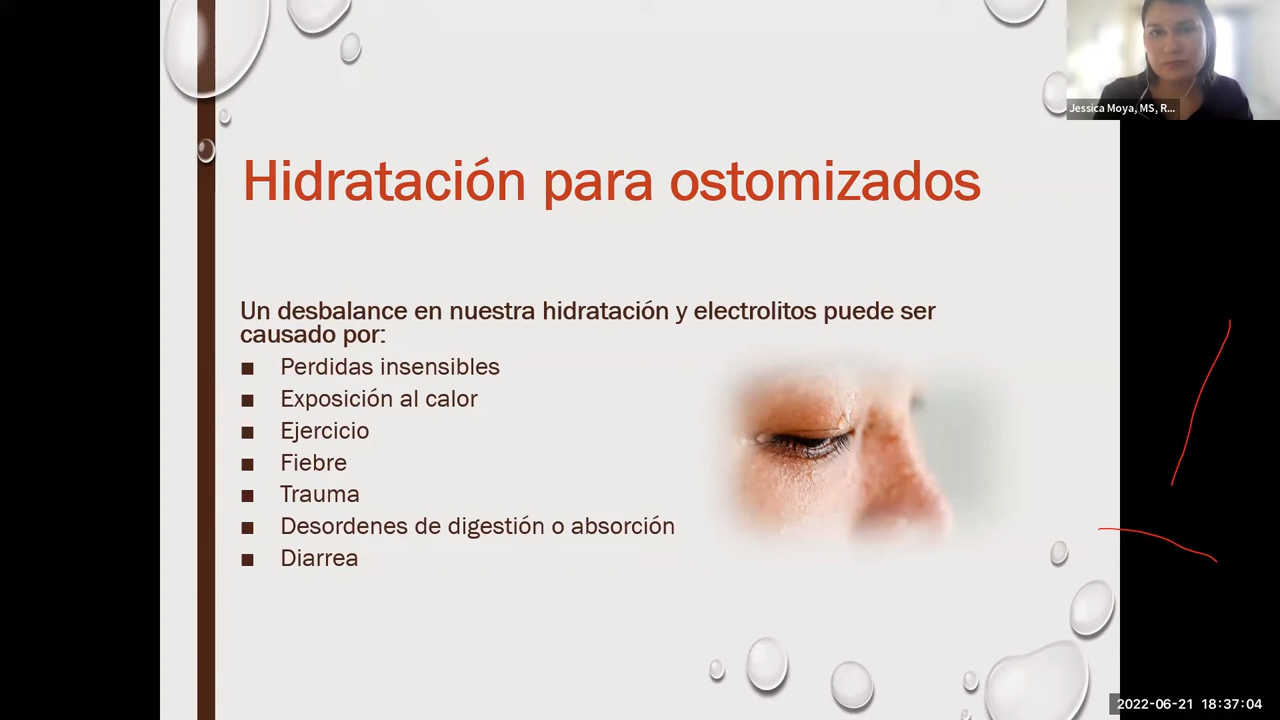 Jessica Moya, MS, R...
Hidratación para ostomizados
Un desbalance en nuestra hidratación y electrolitos puede ser
causado por:
■ Perdidas insensibles
■ Exposición al calor
■ Ejercicio
■ Fiebre
■ Trauma
■ Desordenes de digestión o absorción
■ Diarrea
2022-06-21 18:37:04